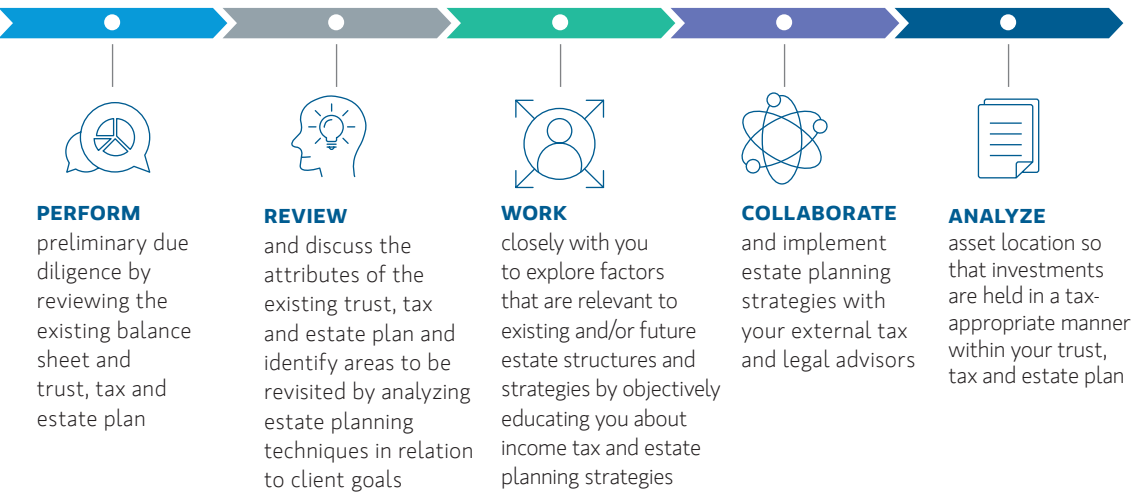 PERFORM
preliminary due
diligence by
reviewing the
existing balance
sheet and
trust, tax and
estate plan
REVIEW
and discuss the
attributes of the
existing trust, tax
and estate plan and
identify areas to be
revisited by analyzing
estate planning
techniques in relation
to client goals
WORK
closely with you
to explore factors
that are relevant to
existing and/or future
estate structures and
strategies by objectively
educating you about
income tax and estate
planning strategies
COLLABORATE
and implement
estate planning
strategies with
your external tax
and legal advisors
ANALYZE
asset location so
that investments
are held in a tax-
appropriate manner
within your trust,
tax and estate plan